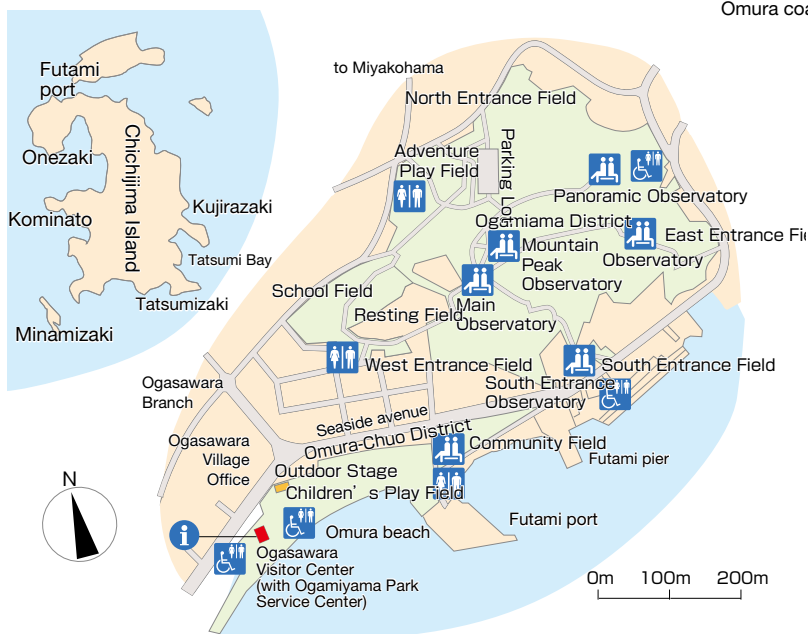 Omura coa
Futami
port
Onezaki
Chichijima Island
Kominato
Kujirazaki
Tatsumi Bay
Tatsumizaki
Minamizaki
to Miyakohama
North Entrance Field
Adventure
Play Field
Parking Lot
Panoramic Observatory
Ogamiama District
East Entrance Fi
Mountain
Peak
Observatory
Observatory
School Field
Resting Field
Main
Observatory
West Entrance Field
South Entrance Field
South Entrance
Observatory
Ogasawara
Branch
Seaside avenue
Omura-Chuo District
Community Field
Ogasawara
Village
Office
Futami pier
Outdoor Stage
Children's Play Field
N
Omura beach
Futami port
i
Ogasawara
Visitor Center
(with Ogamiyama Park
Service Center)
0m 100m 200m